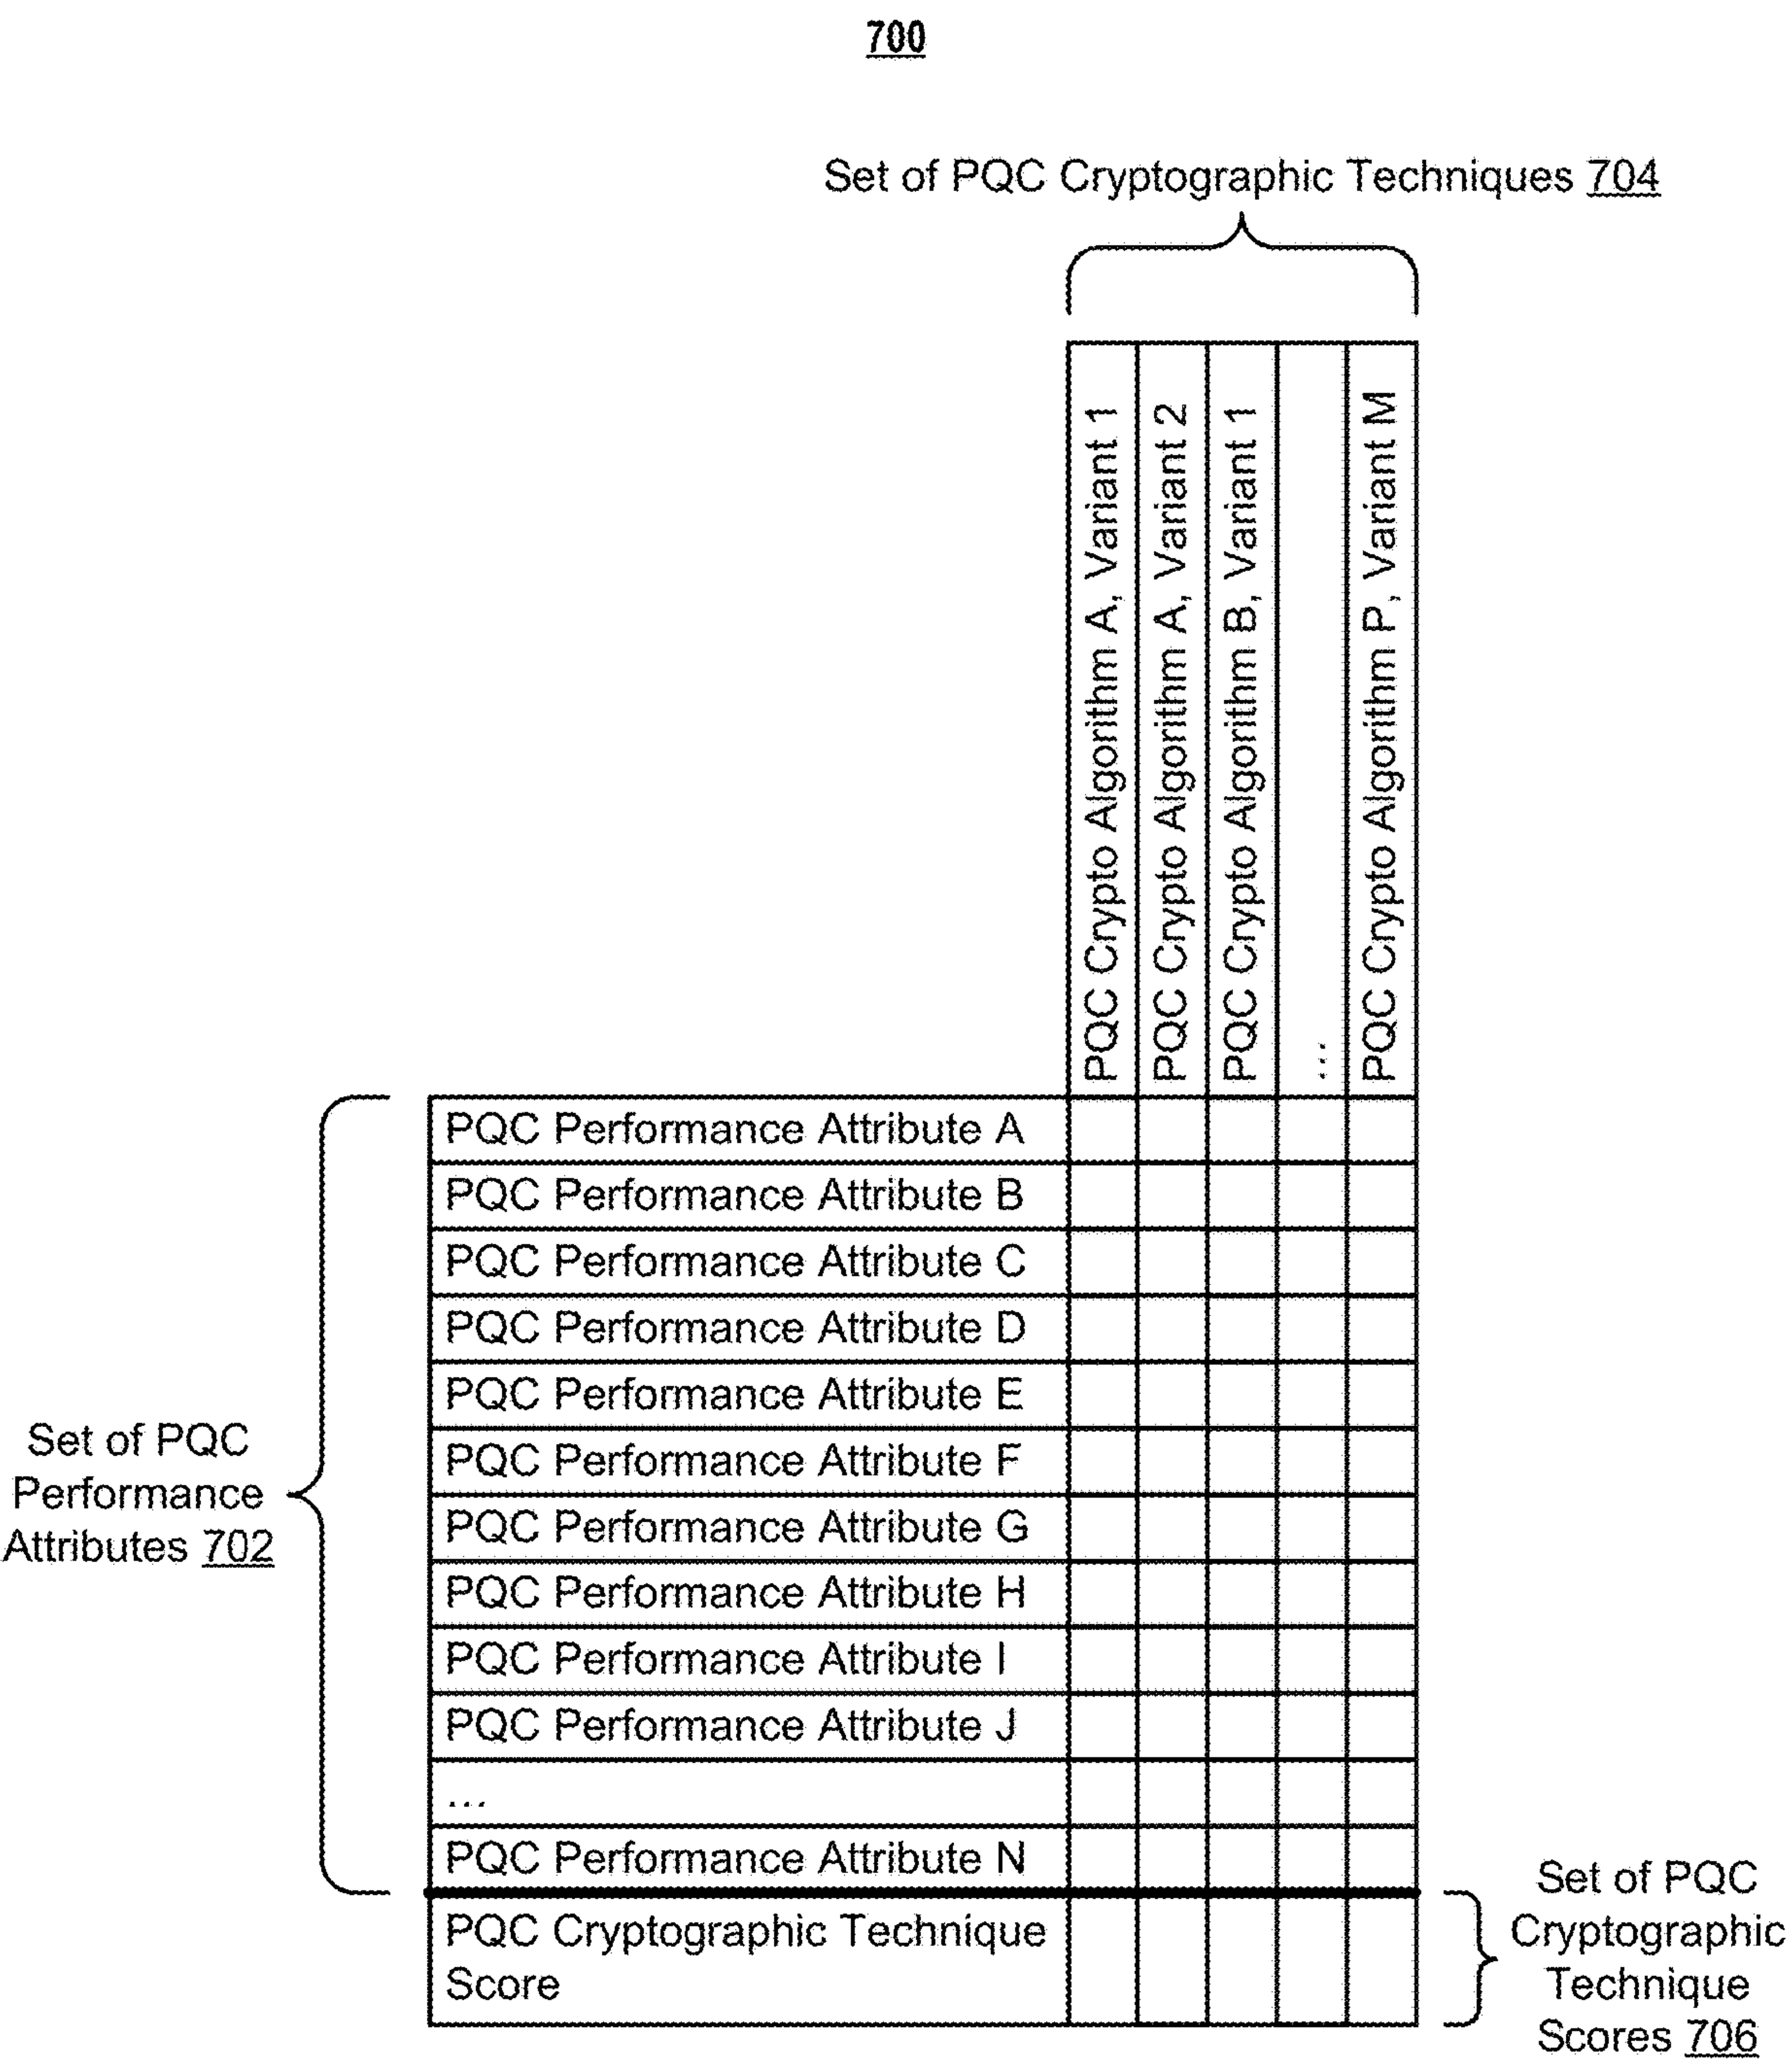 700
Set of PQC Cryptographic Techniques 704
PQC Crypto Algorithm A, Variant 1
PQC Crypto Algorithm A, Variant 2
PQC Crypto Algorithm B, Variant 1
...
PQC Crypto Algorithm P, Variant M
Set of PQC
Performance
Attributes 702
PQC Performance Attribute A
PQC Performance Attribute B
PQC Performance Attribute C
PQC Performance Attribute D
PQC Performance Attribute E
PQC Performance Attribute F
PQC Performance Attribute G
PQC Performance Attribute H
PQC Performance Attribute I
PQC Performance Attribute J
...
PQC Performance Attribute N
PQC Cryptographic Technique
Score
Set of PQC
Cryptographic
Technique
Scores 706